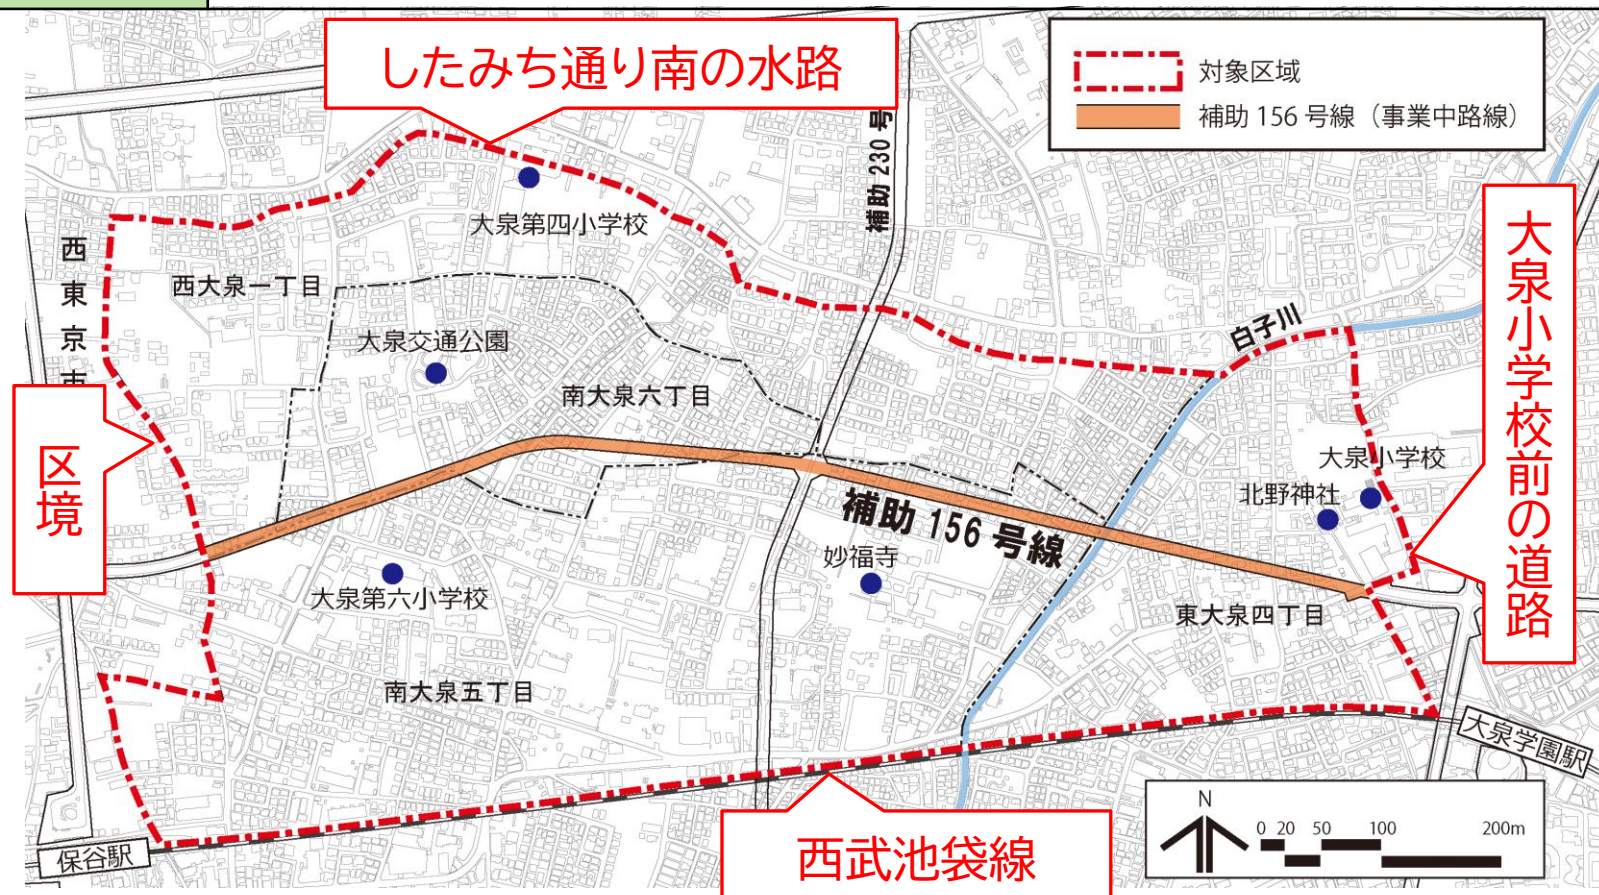 したみち通り南の水路
対象区域
補助 156 号線（事業中路線）
補助 230 号
大泉第四小学校
西東京市
西大泉一丁目
大泉交通公園
南大泉六丁目
白子川
大泉小学校前の道路
区境
大泉小学校
北野神社
補助 156 号線
妙福寺
大泉第六小学校
東大泉四丁目
南大泉五丁目
大泉学園駅
保谷駅
西武池袋線
N
0 20 50 100 200m